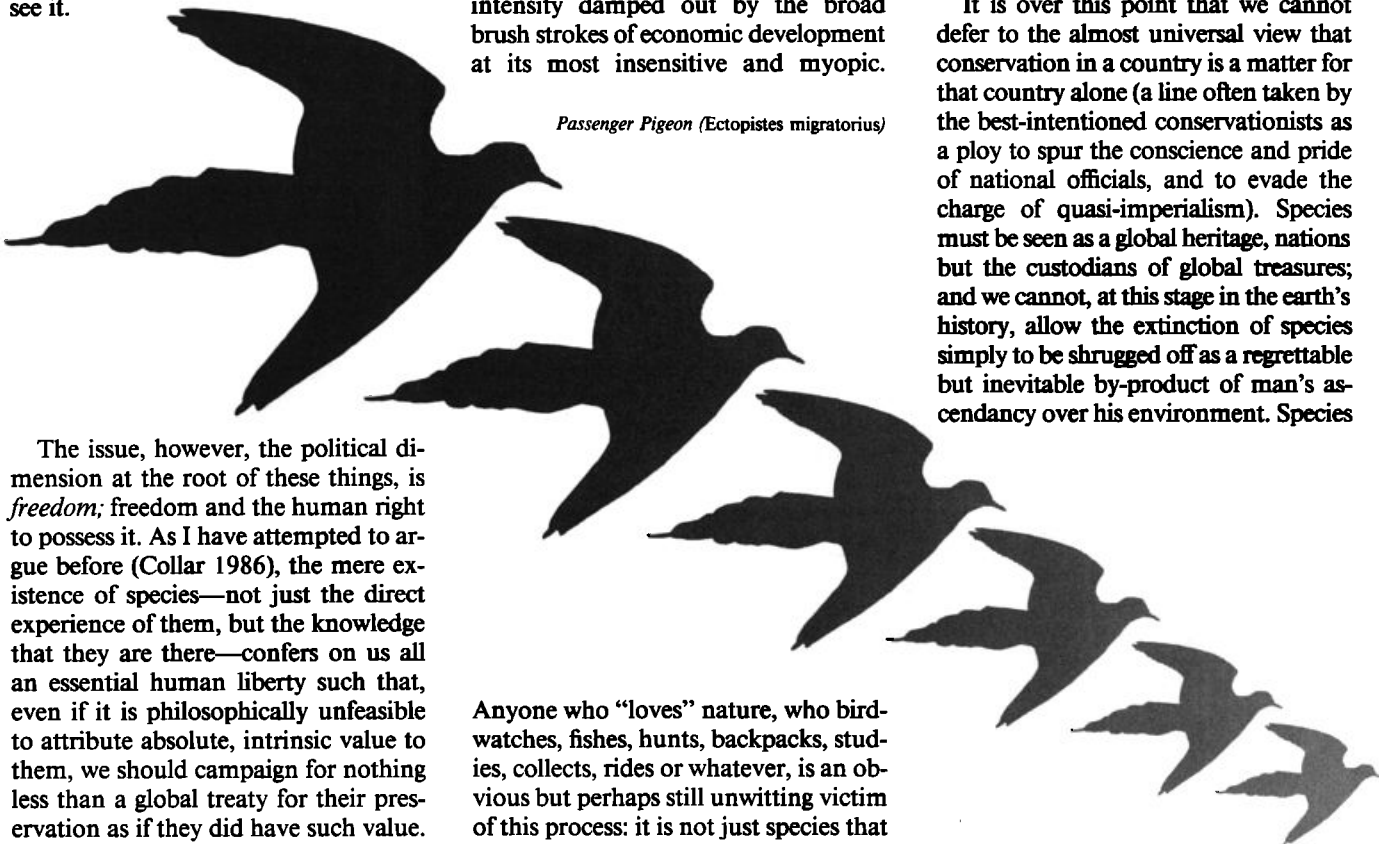 see it.
The issue, however, the political di-
mension at the root of these things, is
freedom; freedom and the human right
to possess it. As I have attempted to ar-
gue before (Collar 1986), the mere ex-
istence of species—not just the direct
experience of them, but the knowledge
that they are there—confers on us all
an essential human liberty such that,
even if it is philosophically unfeasible
to attribute absolute, intrinsic value to
them, we should campaign for nothing
less than a global treaty for their pres-
ervation as if they did have such value.
intensity damped out by the broad
brush strokes of economic development
at its most insensitive and myopic.
Passenger Pigeon (Ectopistes migratorius)
Anyone who “loves” nature, who bird-
watches, fishes, hunts, backpacks, stud-
ies, collects, rides or whatever, is an ob-
vious but perhaps still unwitting victim
of this process: it is not just species that
It is over this point that we cannot
defer to the almost universal view that
conservation in a country is a matter for
that country alone (a line often taken by
the best-intentioned conservationists as
a ploy to spur the conscience and pride
of national officials, and to evade the
charge of quasi-imperialism). Species
must be seen as a global heritage, nations
but the custodians of global treasures;
and we cannot, at this stage in the earth’s
history, allow the extinction of species
simply to be shrugged off as a regrettable
but inevitable by-product of man’s as-
cendancy over his environment. Species